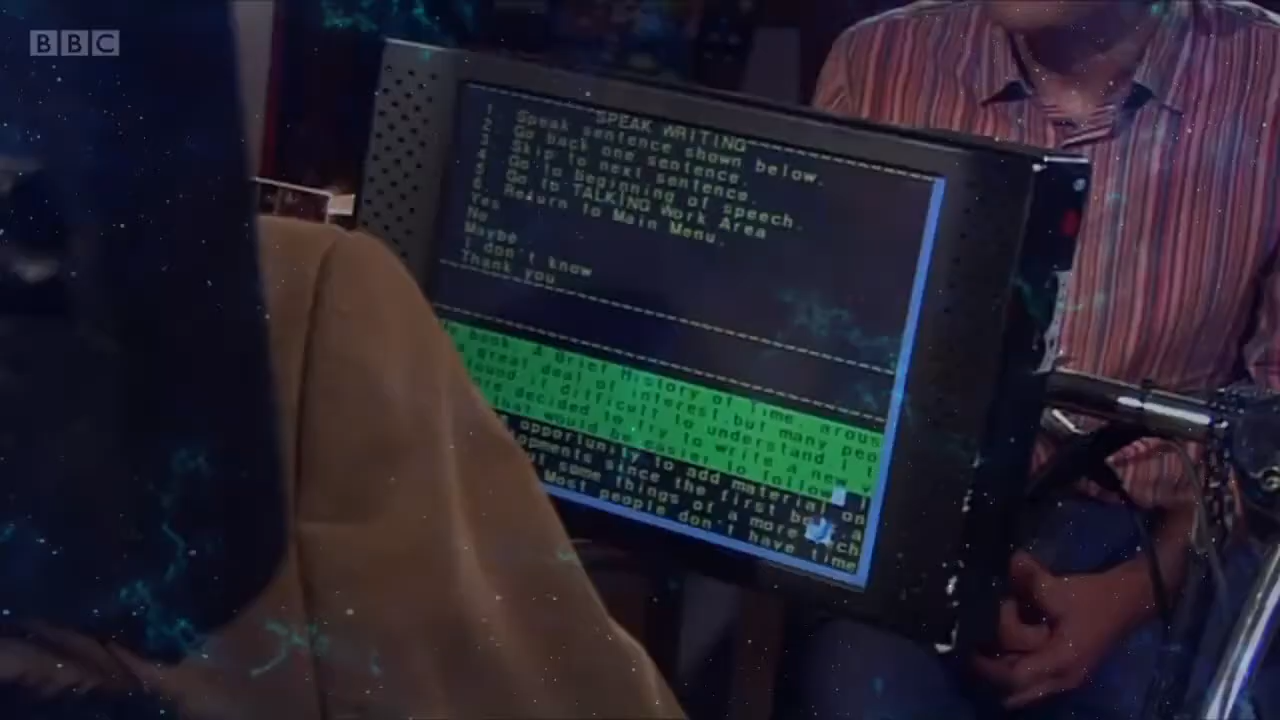 BBC
SPEAK WRITING
1. Speak sentence shown below.
2. Go back one sentence.
3. Skip to next sentence.
4. Go to beginning of speech.
5. Go to TALKING Work Area
6. Return to Main Menu.
Yes
No
Maybe
I don't know
Thank you
book, A Brief History of Time, arous
great deal of interest but many peo
found it difficult to understand I t
decided to try to write a new v
that would be easier to follow I
opportunity to add material on
since the first
some things of a more
Most people don't have time